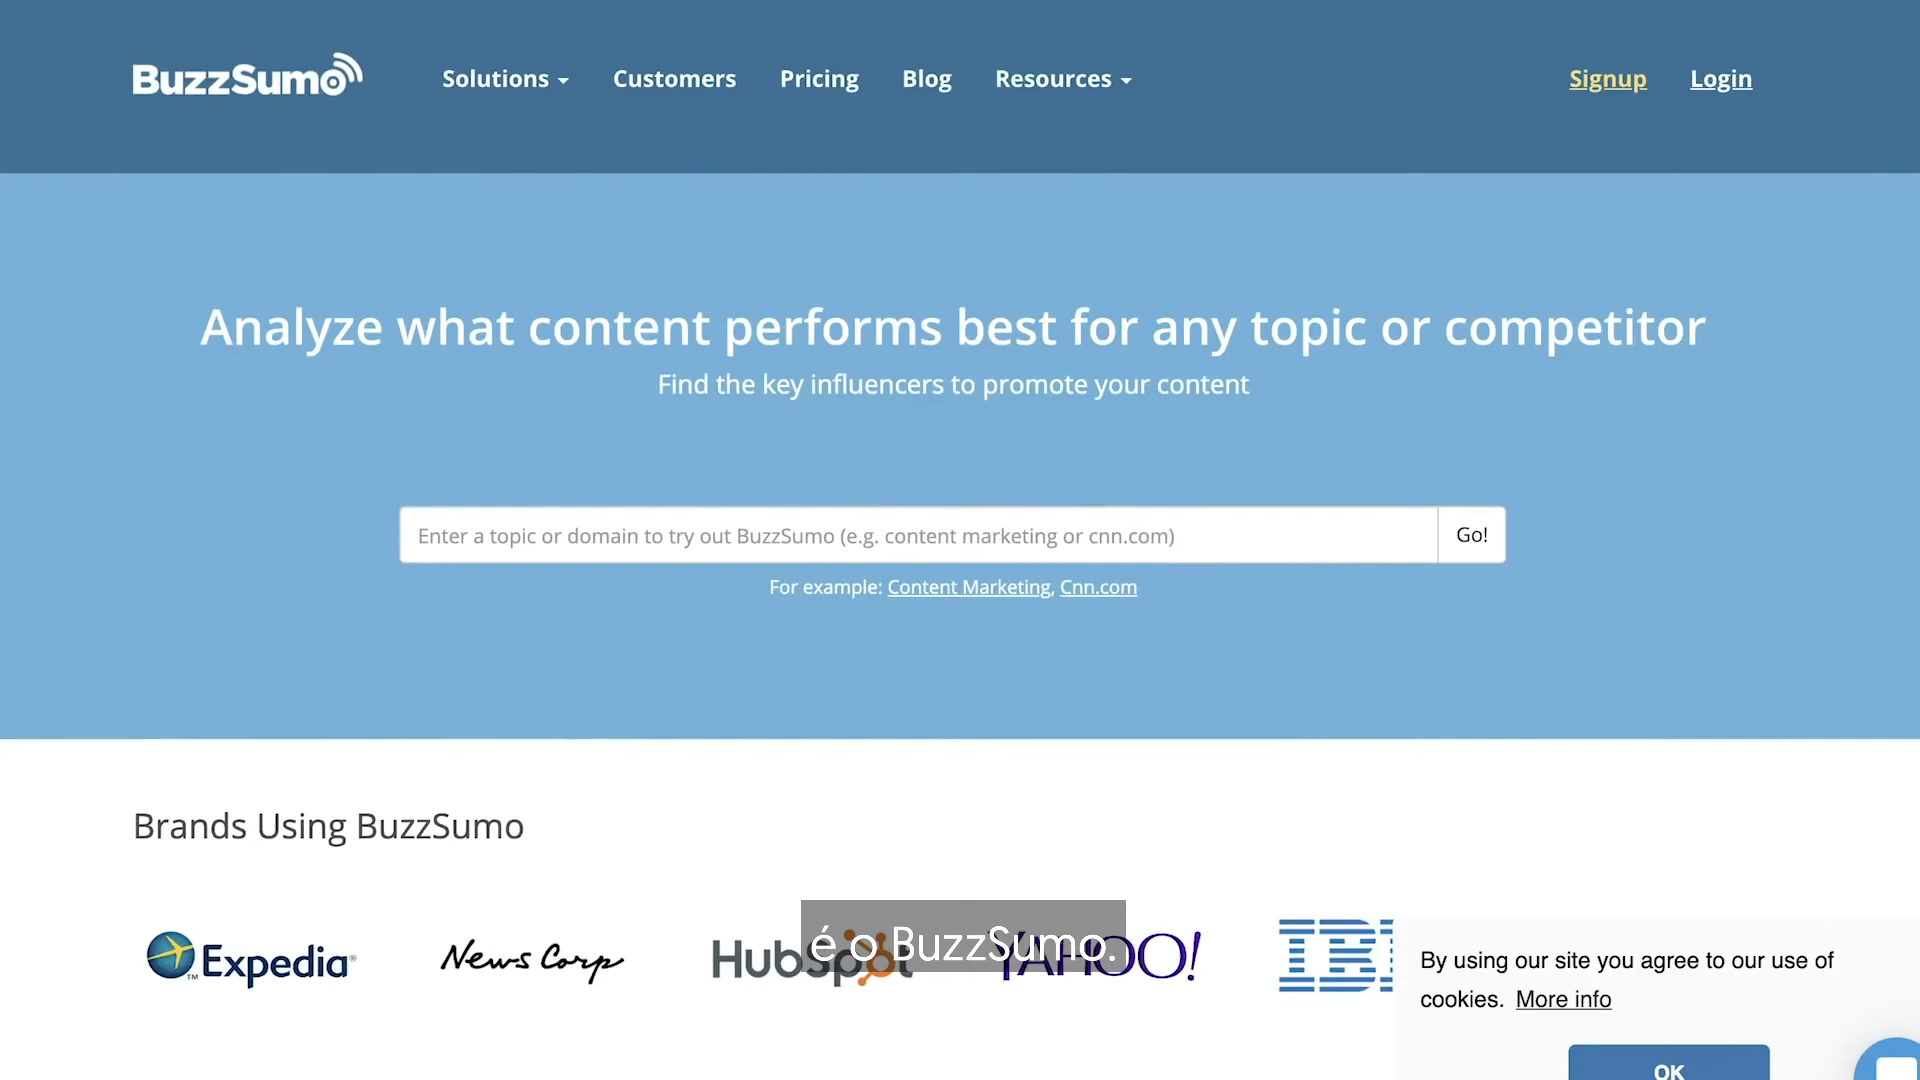 BuzzSumo
Solutions
Customers
Pricing
Blog
Resources
Signup
Login
Analyze what content performs best for any topic or competitor
Find the key influencers to promote your content
Enter a topic or domain to try out BuzzSumo (e.g. content marketing or cnn.com)
Go!
For example: Content Marketing, Cnn.com
Brands Using BuzzSumo
Expedia®
TM
News Corp
HubSpot
YAHOO!
é o BuzzSumo.
By using our site you agree to our use of
cookies. More info
OK